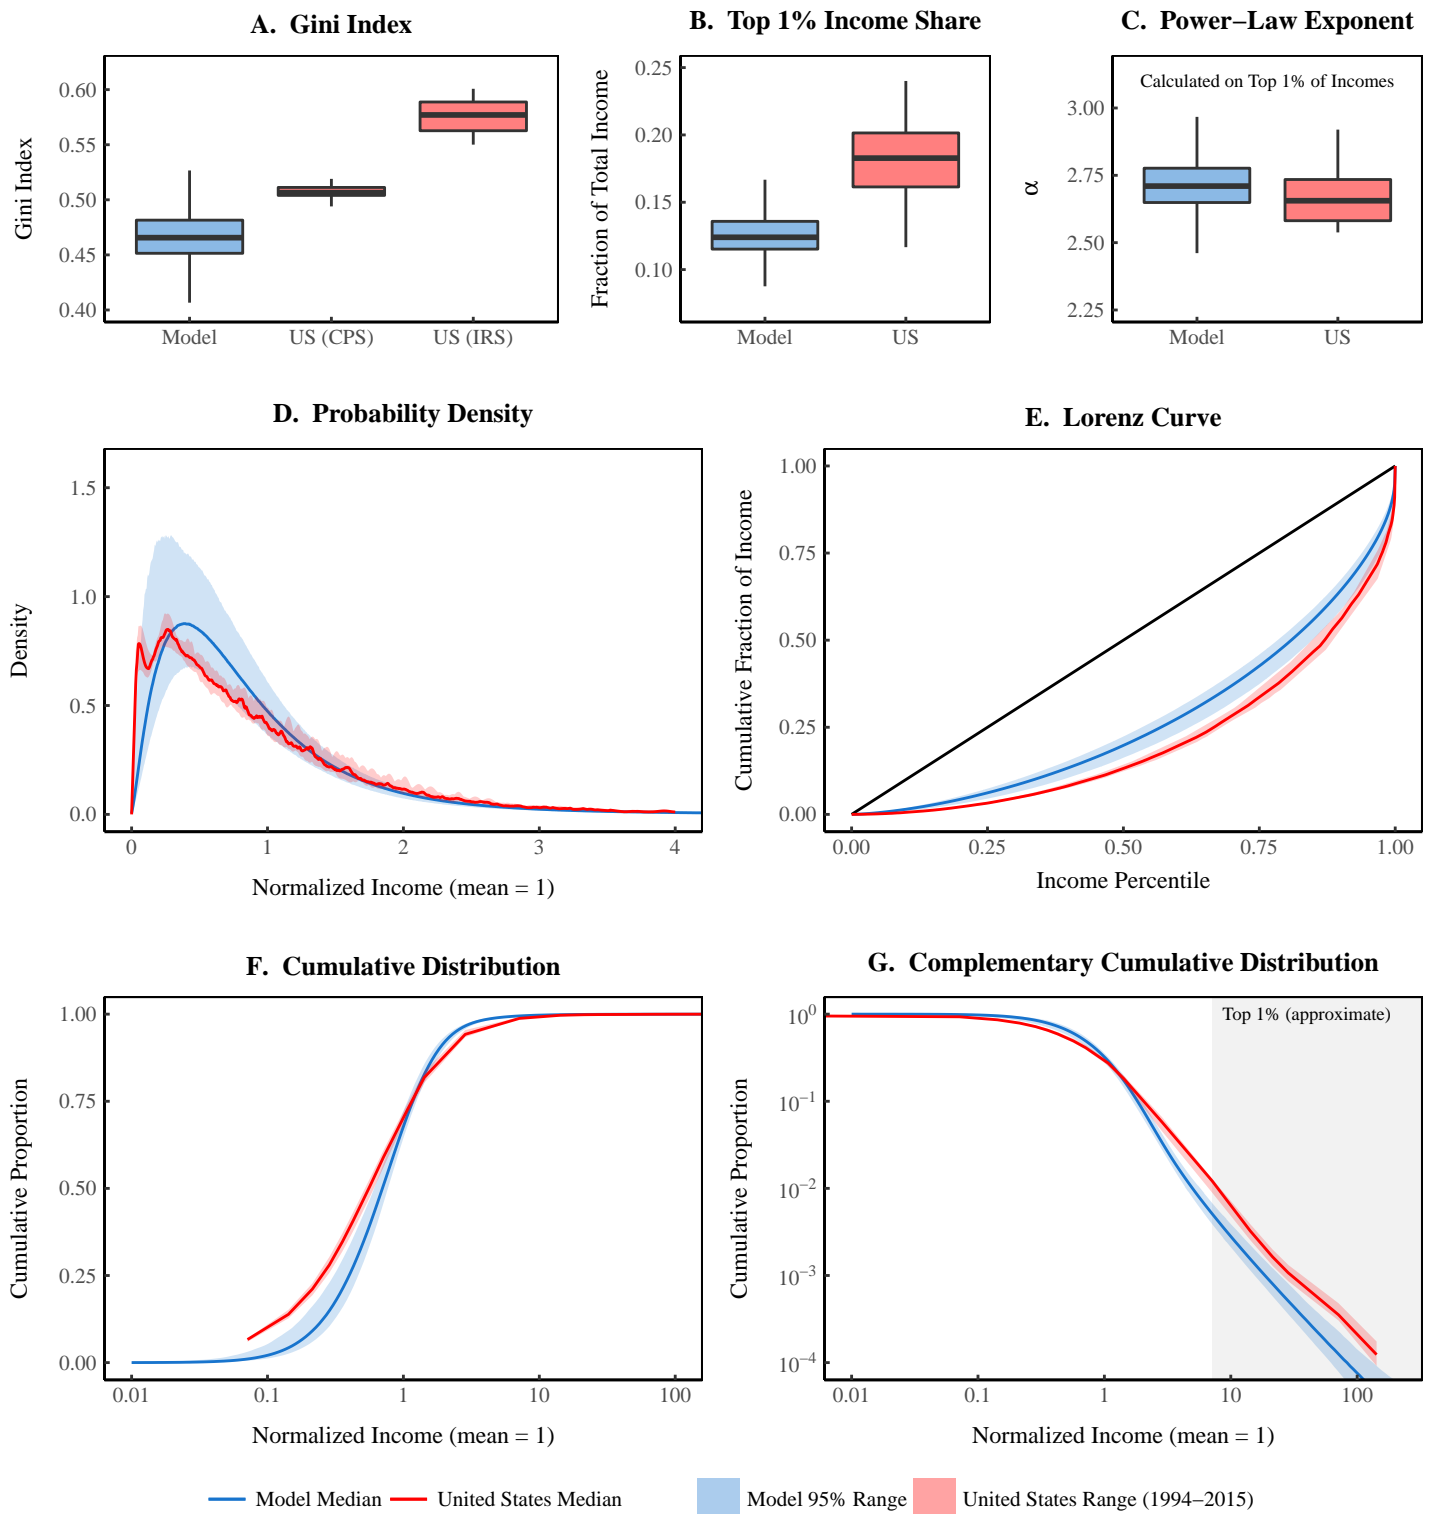 A. Gini Index
Gini Index
0.60
0.55
0.50
0.45
0.40
Model
US (CPS)
US (IRS)
B. Top 1% Income Share
Fraction of Total Income
0.25
0.20
0.15
0.10
Model
US
C. Power−Law Exponent
Calculated on Top 1% of Incomes
α
3.00
2.75
2.50
2.25
Model
US
D. Probability Density
Density
1.5
1.0
0.5
0.0
0
1
2
3
4
Normalized Income (mean = 1)
E. Lorenz Curve
Cumulative Fraction of Income
1.00
0.75
0.50
0.25
0.00
0.00
0.25
0.50
0.75
1.00
Income Percentile
F. Cumulative Distribution
Cumulative Proportion
1.00
0.75
0.50
0.25
0.00
0.01
0.1
1
10
100
Normalized Income (mean = 1)
G. Complementary Cumulative Distribution
Top 1% (approximate)
Cumulative Proportion
10⁰
10⁻¹
10⁻²
10⁻³
10⁻⁴
0.01
0.1
1
10
100
Normalized Income (mean = 1)
Model Median
United States Median
Model 95% Range
United States Range (1994−2015)